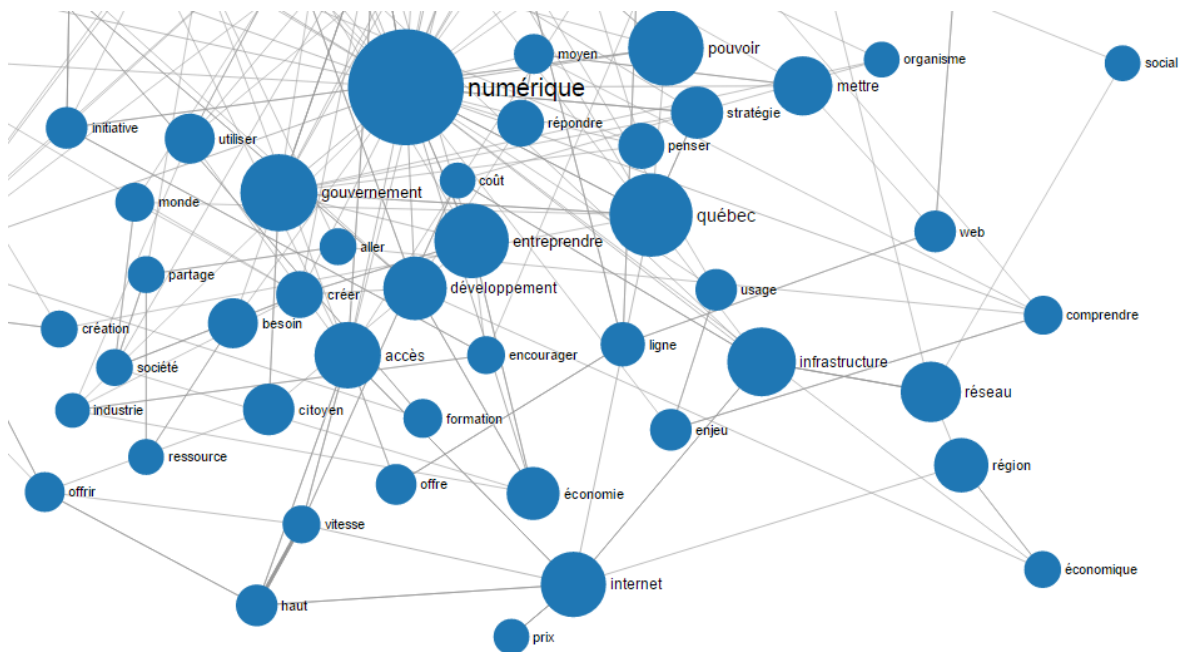 moyen
pouvoir
organisme
social
numérique
mettre
stratégie
initiative
utiliser
répondre
penser
coût
gouvernement
monde
québec
web
entreprendre
aller
partage
développement
usage
créer
comprendre
création
besoin
ligne
accès
encourager
infrastructure
société
réseau
industrie
citoyen
formation
enjeu
ressource
région
offrir
offre
économie
vitesse
économique
internet
haut
prix